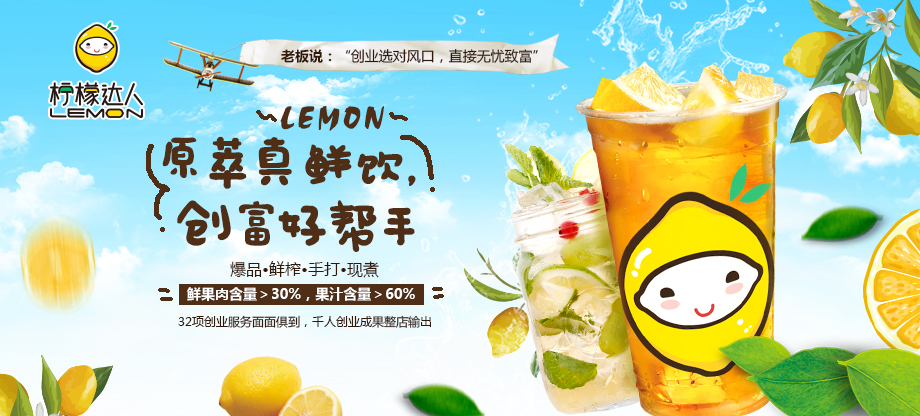 柠檬达人
LEMON
老板说：“创业选对风口，直接无忧致富”
LEMON
原萃真鲜饮,
创富好帮手
爆品•鲜榨•手打•现煮
鲜果肉含量＞30%，果汁含量＞60%
32项创业服务面面俱到，千人创业成果整店输出